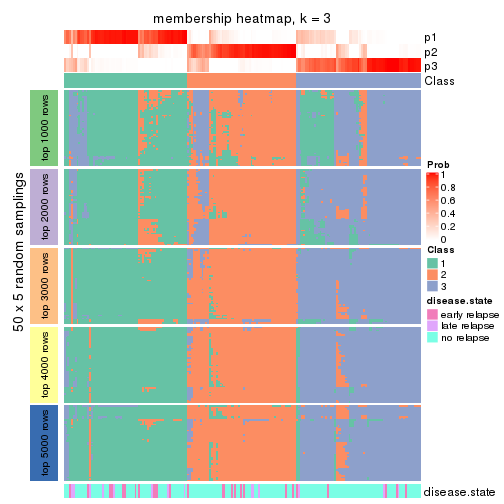 membership heatmap, k = 3
p1
p2
p3
Class
50 x 5 random samplings
top 1000 rows
top 2000 rows
top 3000 rows
top 4000 rows
top 5000 rows
Prob
1
0.8
0.6
0.4
0.2
0
Class
1
2
3
disease.state
early relapse
late relapse
no relapse
disease.state